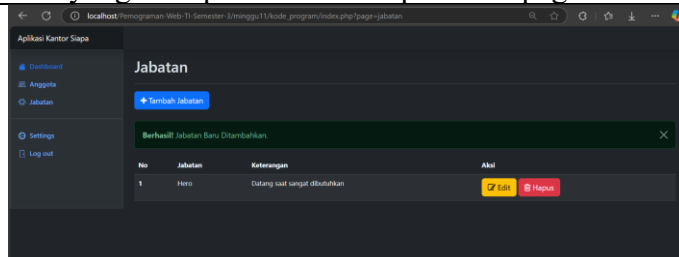 localhost/Pemograman-Web-TI-Semester-3/minggu11/kode_program/index.php?page=jabatan
Aplikasi Kantor Siapa
Dashboard
Anggota
Jabatan
Settings
Log out
Jabatan
Tambah Jabatan
Berhasil! Jabatan Baru Ditambahkan.
No Jabatan Keterangan Aksi
1 Hero Datang saat sangat dibutuhkan Edit Hapus